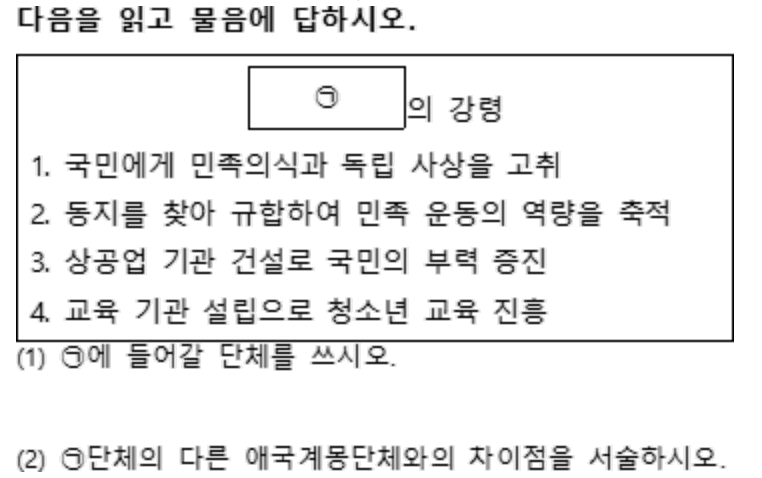 다음을 읽고 물음에 답하시오.
㉠의 강령
1. 국민에게 민족의식과 독립 사상을 고취
2. 동지를 찾아 규합하여 민족 운동의 역량을 축적
3. 상공업 기관 건설로 국민의 부력 증진
4. 교육 기관 설립으로 청소년 교육 진흥
(1) ㉠에 들어갈 단체를 쓰시오.
(2) ㉠단체의 다른 애국계몽단체와의 차이점을 서술하시오.